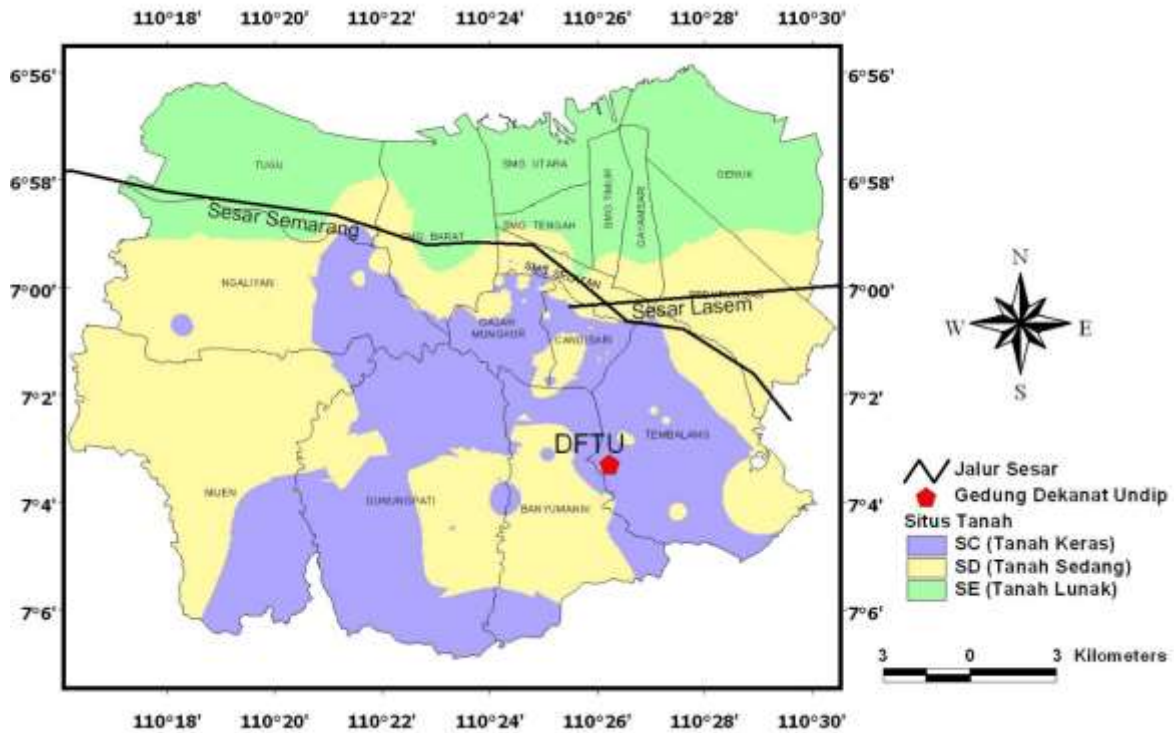 110°18' 110°20' 110°22' 110°24' 110°26' 110°28' 110°30'
6°56' 6°56'
TUGU
SMG UTARA
GENUK
6°58' 6°58'
SMG TIMUR
GAYAMSARI
Sesar Semarang
SMG BARAT
SMG TENGAH
NGALIYAN
7°00' 7°00'
Sesar Lasem
GAJAH
MUNGKUR
CANDISARI
N
W E
S
7°2' 7°2'
DFTU
TEMBALANG
MIJEN
GUNUNGPATI
BANYUMANIK
7°4' 7°4'
7°6' 7°6'
Jalur Sesar
Gedung Dekanat Undip
Situs Tanah
SC (Tanah Keras)
SD (Tanah Sedang)
SE (Tanah Lunak)
3 0 3 Kilometers
110°18' 110°20' 110°22' 110°24' 110°26' 110°28' 110°30'